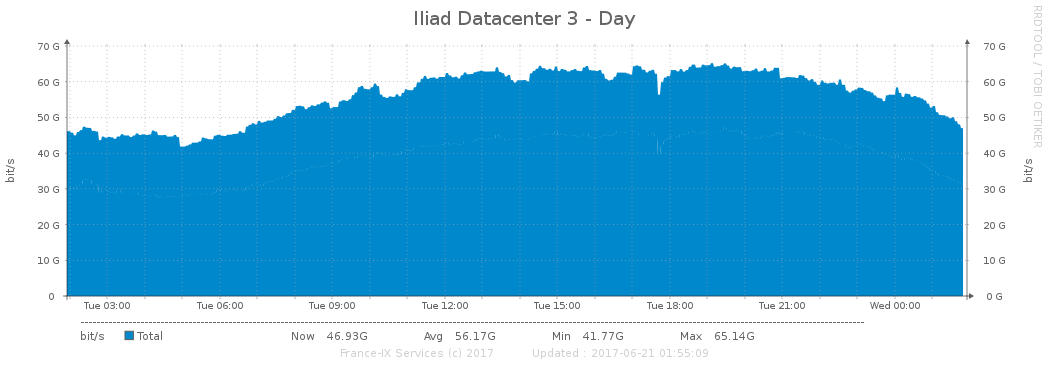 Iliad Datacenter 3 - Day
RRDTOOL / TOBI OETIKER
70 G 70 G
60 G 60 G
50 G 50 G
40 G 40 G
30 G 30 G
20 G 20 G
10 G 10 G
0 0 G
bit/s bit/s
Tue 03:00 Tue 06:00 Tue 09:00 Tue 12:00 Tue 15:00 Tue 18:00 Tue 21:00 Wed 00:00
bit/s Total Now 46.93G Avg 56.17G Min 41.77G Max 65.14G
France-IX Services (c) 2017 Updated : 2017-06-21 01:55:09